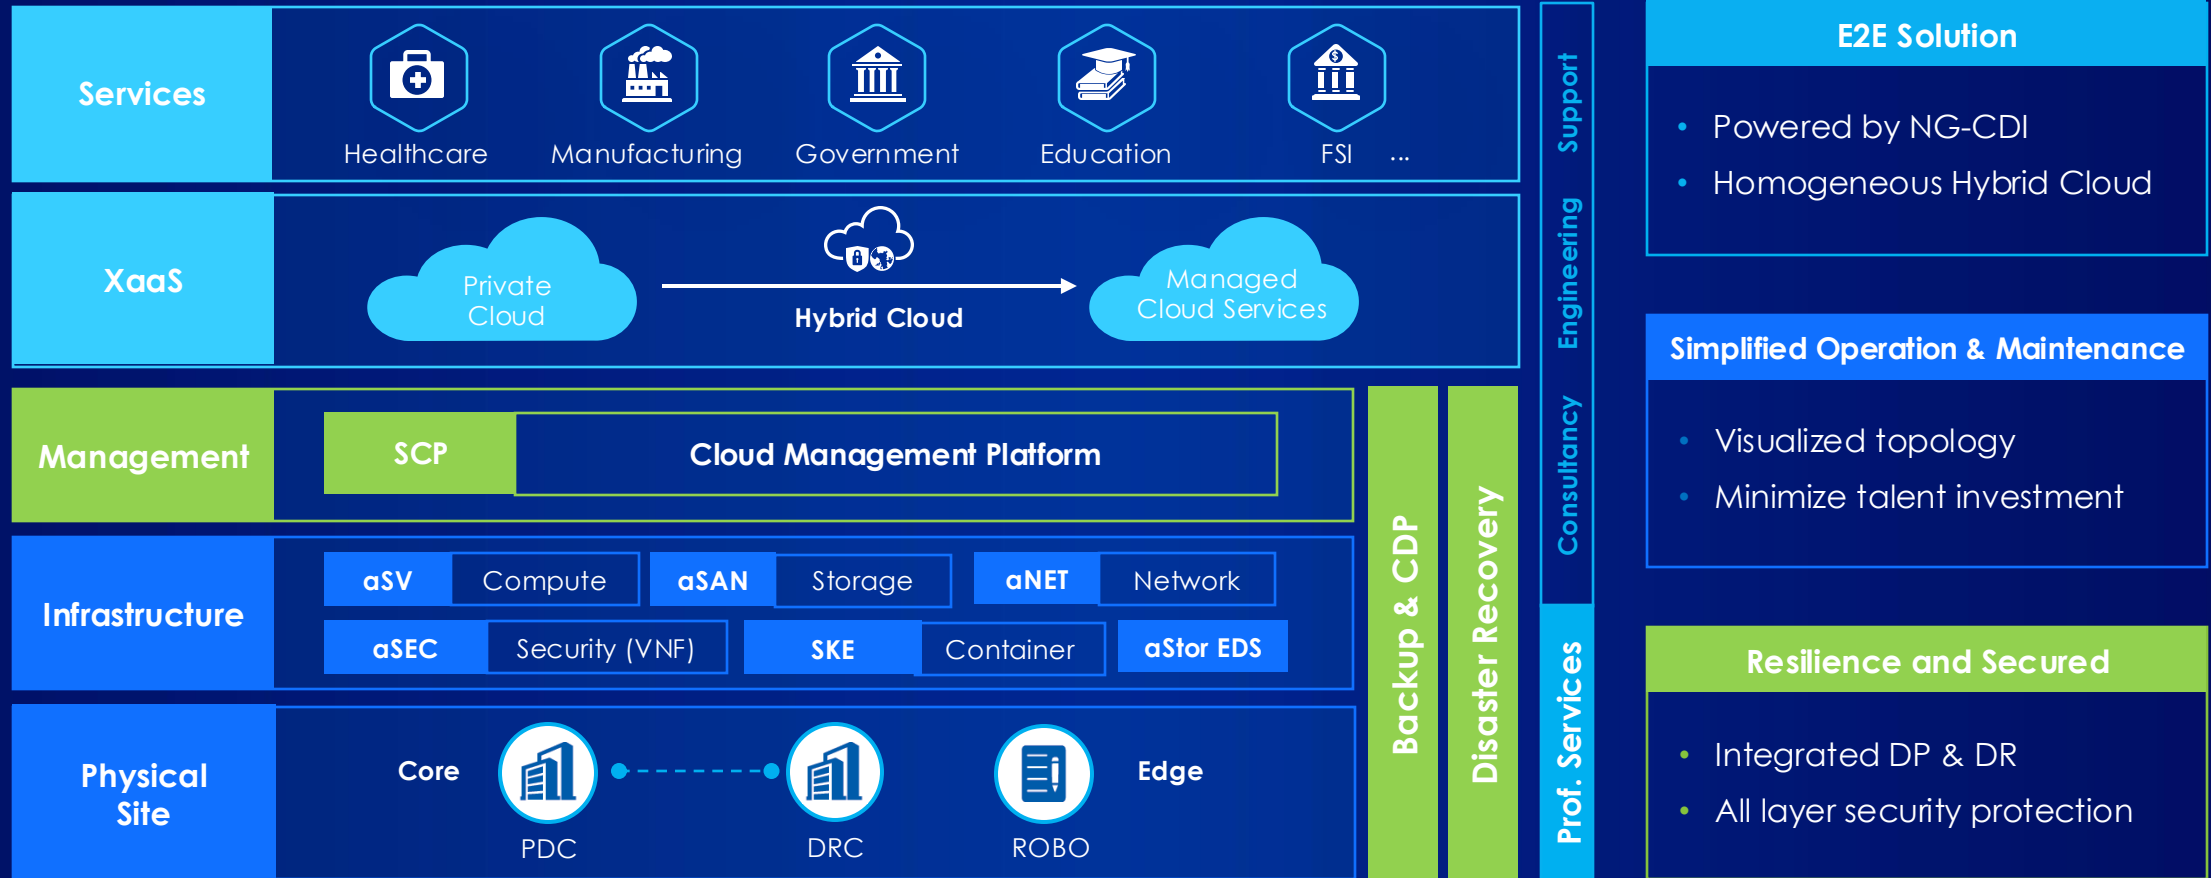 Services
Healthcare
Manufacturing
Government
Education
FSI
...
XaaS
Private
Cloud
Hybrid Cloud
Managed
Cloud Services
Management
SCP
Cloud Management Platform
Infrastructure
aSV
Compute
aSAN
Storage
aNET
Network
aSEC
Security (VNF)
SKE
Container
aStor EDS
Physical
Site
Core
PDC
DRC
ROBO
Edge
Backup & CDP
Disaster Recovery
Prof. Services
Consultancy
Engineering
Support
E2E Solution
• Powered by NG-CDI
• Homogeneous Hybrid Cloud
Simplified Operation & Maintenance
• Visualized topology
• Minimize talent investment
Resilience and Secured
• Integrated DP & DR
• All layer security protection